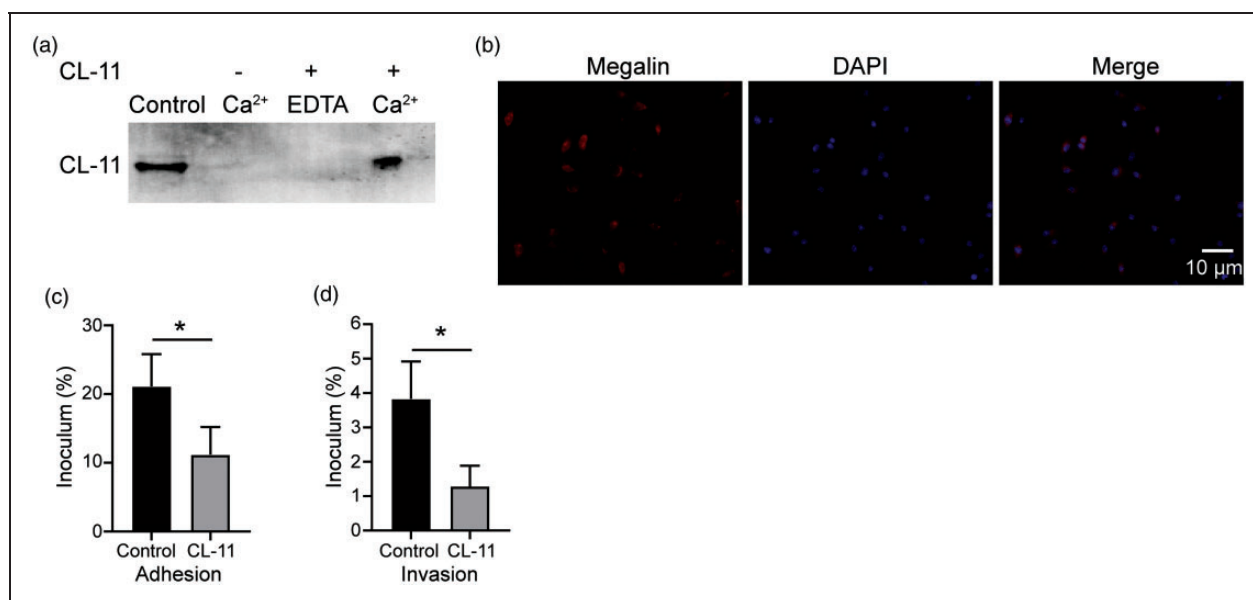 (a)
CL-11 - + +
Control Ca²⁺ EDTA Ca²⁺
CL-11
(b)
Megalin DAPI Merge
10 µm
(c)
30
20
10
0
Inoculum (%)
*
Control CL-11
Adhesion
(d)
6
5
4
3
2
1
0
Inoculum (%)
*
Control CL-11
Invasion